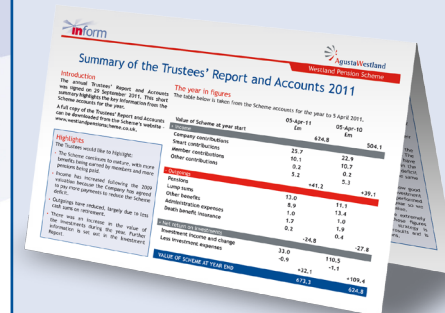 inform
AgustaWestland
Westland Pension Scheme
Summary of the Trustees' Report and Accounts 2011
Introduction
The annual Trustees' Report and Accounts
was signed on 29 September 2011. This short
summary highlights the key information from the
Scheme accounts for the year.
A full copy of the Trustees' Report and Accounts
can be downloaded from the Scheme's website -
www.westlandpensionscheme.co.uk.
Highlights
The Trustees would like to highlight:
- The Scheme continues to mature, with more
benefits being earned by members and more
pensions being paid.
- Income has increased following the 2009
valuation because the Company has agreed
to pay more payments to reduce the Scheme
deficit.
- Outgoings have reduced, largely due to less
cash sums on retirement.
- There was an increase in the value of
the investments during the year. Further
information is set out in the Investment
Report.
The year in figures
The table below is taken from the Scheme accounts for the year to 5 April 2011.
05-Apr-11 05-Apr-10
£m £m
Value of Scheme at year start 624.8 504.1
+ Income
Company contributions 25.7 22.9
Smart contributions 10.1 10.7
Member contributions 0.2 0.2
Other contributions 5.2 5.3
+41.2 +39.1
- Outgoings
Pensions 13.0 11.1
Lump sums 8.9 13.4
Other benefits 1.0 1.0
Administration expenses 1.7 1.9
Death benefit insurance 0.2 0.4
-24.8 -27.8
+ Net return on investments
Investment income and change 33.0 110.5
Less investment expenses -0.9 -1.1
+32.1 +109.4
VALUE OF SCHEME AT YEAR END 673.3 624.8